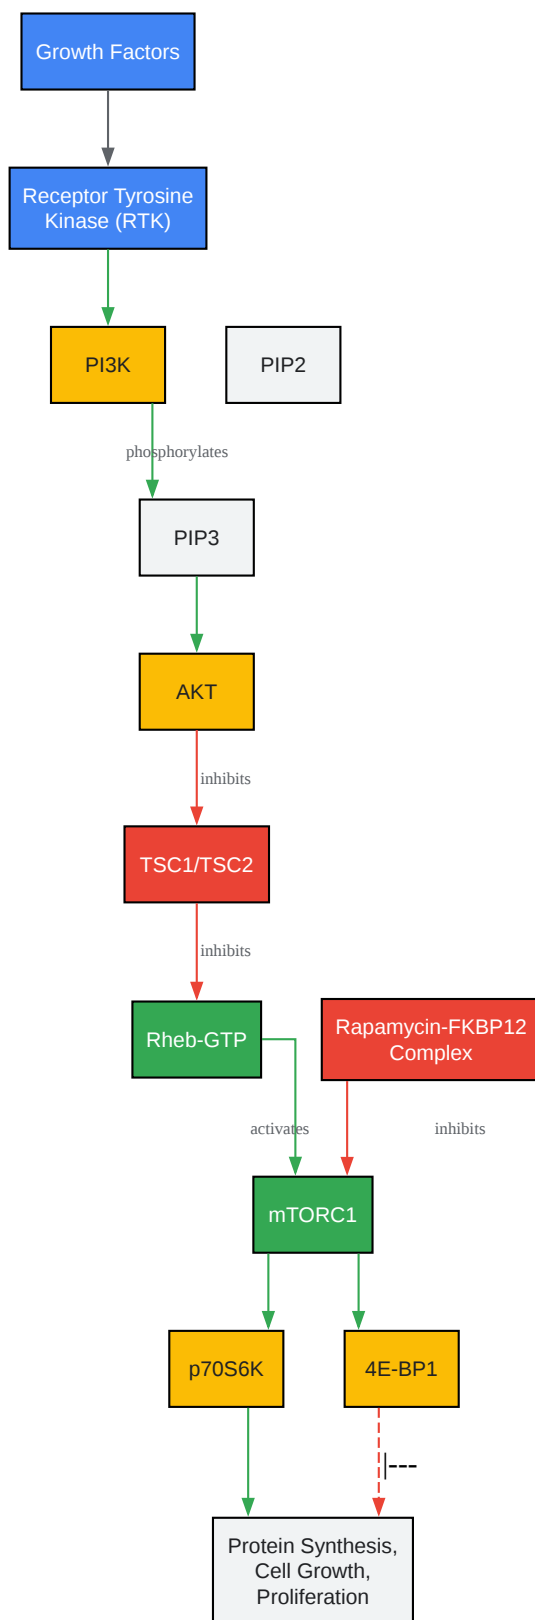 Growth Factors
Receptor Tyrosine
Kinase (RTK)
PI3K
PIP2
phosphorylates
PIP3
AKT
inhibits
TSC1/TSC2
inhibits
Rheb-GTP
Rapamycin-FKBP12
Complex
activates
inhibits
mTORC1
p70S6K
4E-BP1
|---
Protein Synthesis,
Cell Growth,
Proliferation